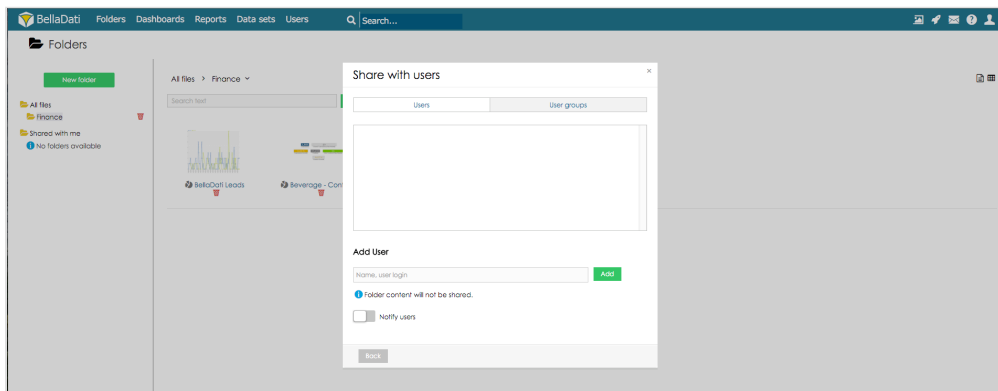 BellaDati Folders Dashboards Reports Data sets Users Search...
Folders
New folder
All files
Finance
Shared with me
No folders available
All files > Finance
Search text
BellaDati Leads
Beverage - Con
Share with users
×
Users User groups
Add User
Name, user login
Add
Folder content will not be shared.
Notify users
Back